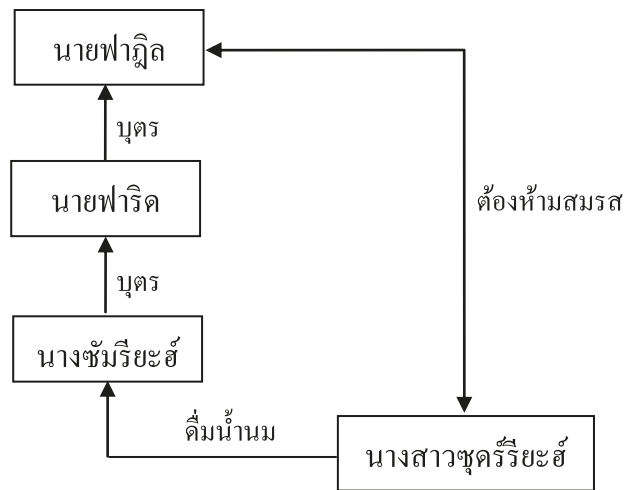 นายฟาฎิล
บุตร
นายฟาริด
ต้องห้ามสมรส
บุตร
นางซัมรียะฮ์
ดื่มน้ำนม
นางสาวซุดร์รียะฮ์